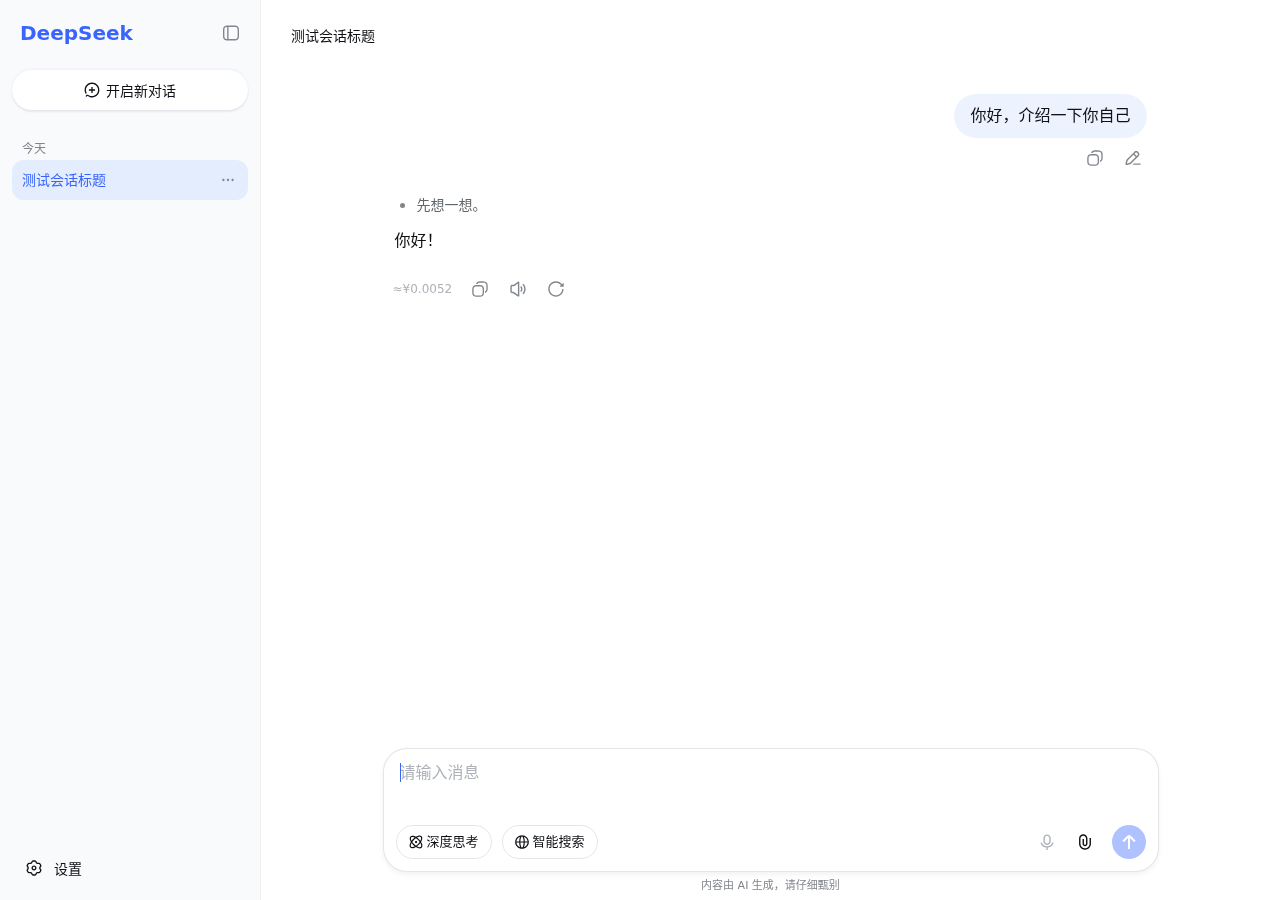 DeepSeek
开启新对话
今天
测试会话标题
设置
测试会话标题
你好，介绍一下你自己
先想一想。
你好！
≈¥0.0052
请输入消息
深度思考
智能搜索
内容由 AI 生成，请仔细甄别